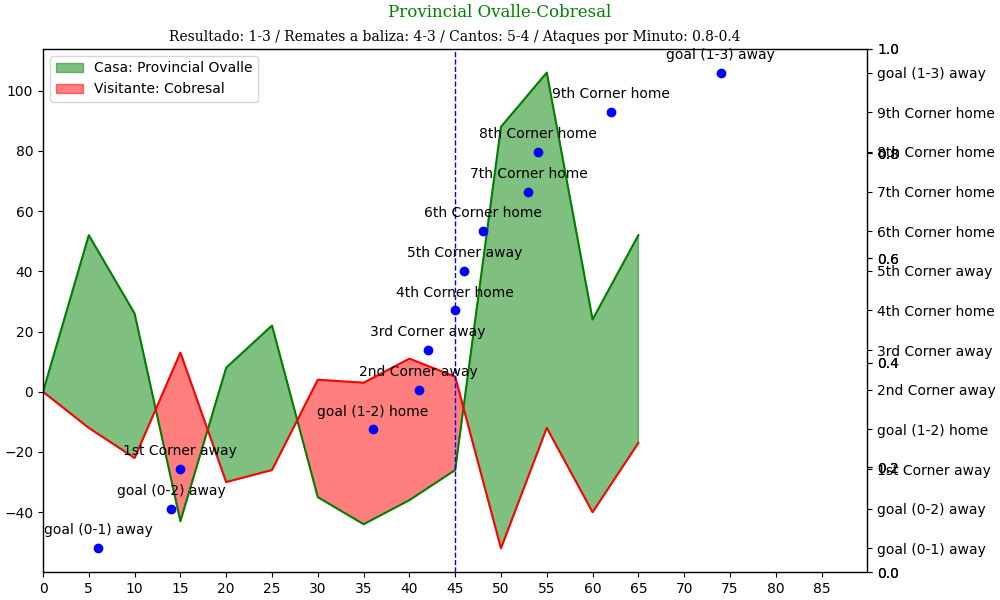 Provincial Ovalle-Cobresal
Resultado: 1-3 / Remates a baliza: 4-3 / Cantos: 5-4 / Ataques por Minuto: 0.8-0.4
Casa: Provincial Ovalle
Visitante: Cobresal
goal (1-3) away
9th Corner home
8th Corner home
7th Corner home
6th Corner home
5th Corner away
4th Corner home
3rd Corner away
2nd Corner away
goal (1-2) home
1st Corner away
goal (0-2) away
goal (0-1) away
100
80
60
40
20
0
−20
−40
0 5 10 15 20 25 30 35 40 45 50 55 60 65 70 75 80 85
1.0
goal (1-3) away
9th Corner home
8th Corner home
0.8
7th Corner home
6th Corner home
0.6
5th Corner away
4th Corner home
3rd Corner away
0.4
2nd Corner away
goal (1-2) home
1st Corner away
0.2
goal (0-2) away
goal (0-1) away
0.0